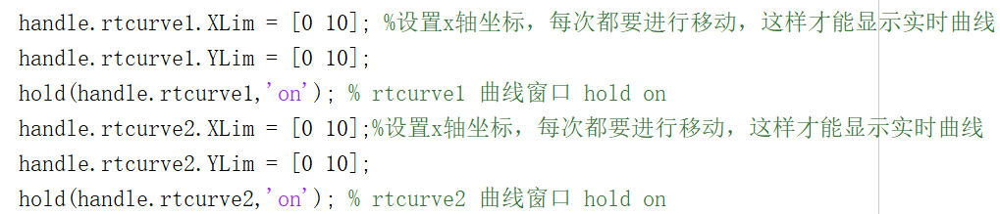 handle.rtcurve1.XLim = [0 10]; %设置x轴坐标，每次都要进行移动，这样才能显示实时曲线
handle.rtcurve1.YLim = [0 10];
hold(handle.rtcurve1,'on'); % rtcurve1 曲线窗口 hold on
handle.rtcurve2.XLim = [0 10];%设置x轴坐标，每次都要进行移动，这样才能显示实时曲线
handle.rtcurve2.YLim = [0 10];
hold(handle.rtcurve2,'on'); % rtcurve2 曲线窗口 hold on